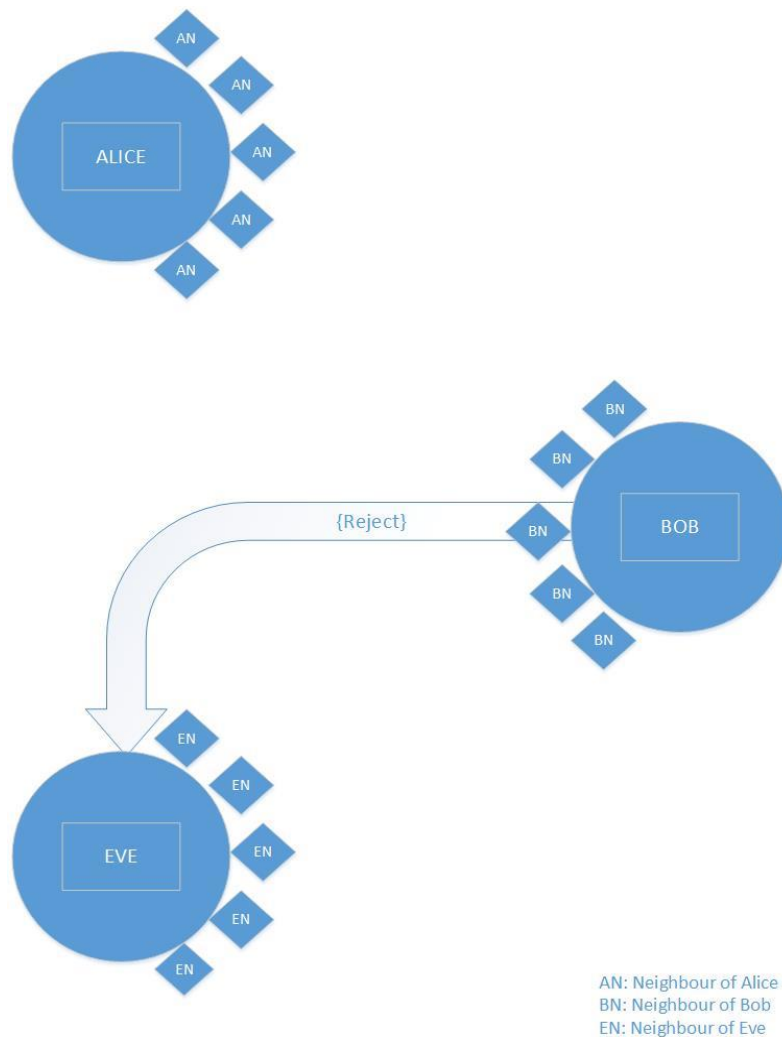 AN
AN
ALICE
AN
AN
AN
BN
BN
{Reject}
BN
BOB
BN
BN
EN
EN
EVE
EN
EN
EN
AN: Neighbour of Alice
BN: Neighbour of Bob
EN: Neighbour of Eve